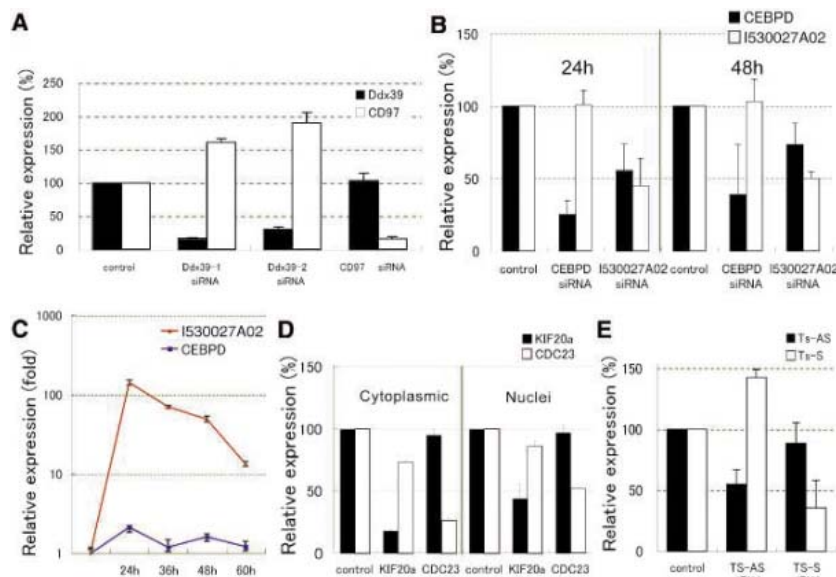 A
Relative expression (%)
250
200
150
100
50
0
Ddx39
CD97
control
Ddx39-1
siRNA
Ddx39-2
siRNA
CD97 siRNA
B
Relative expression (%)
150
100
50
0
CEBPD
I530027A02
24h
48h
control
CEBPD
siRNA
I530027A02
siRNA
control
CEBPD
siRNA
I530027A02
siRNA
C
Relative expression (fold)
1000
100
10
1
I530027A02
CEBPD
24h
36h
48h
60h
D
Relative expression (%)
150
100
50
0
KIF20a
CDC23
Cytoplasmic
Nuclei
control
KIF20a
CDC23
control
KIF20a
CDC23
E
Relative expression (%)
150
100
50
0
Ts-AS
Ts-S
control
TS-AS
TS-S